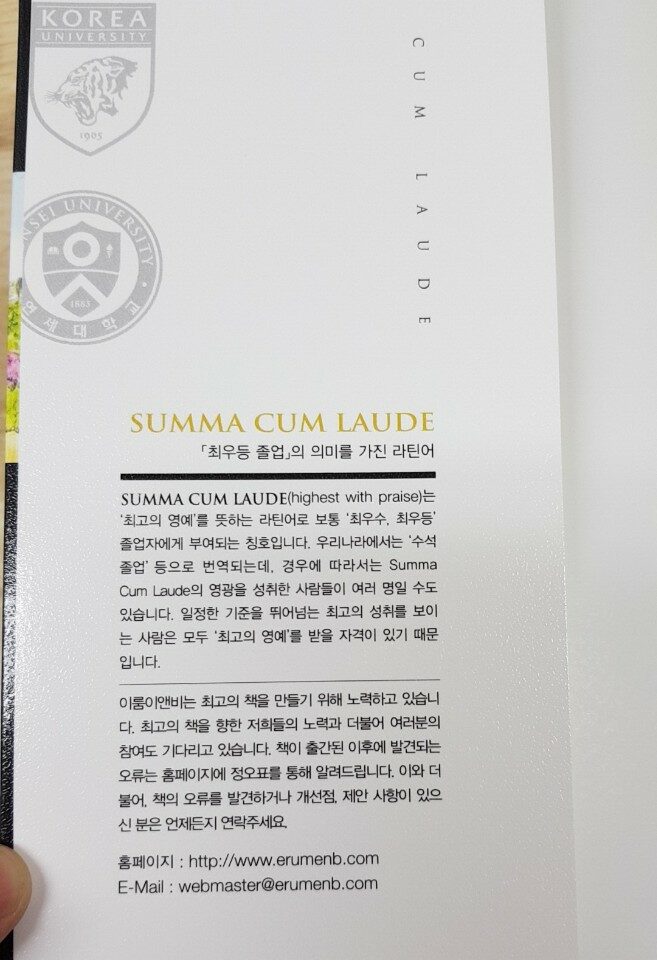 KOREA
UNIVERSITY
1905
CUM LAUDE
NSEI UNIVERSITY
1885
연세대학교
SUMMA CUM LAUDE
「최우등 졸업」의 의미를 가진 라틴어
SUMMA CUM LAUDE(highest with praise)는
'최고의 영예'를 뜻하는 라틴어로 보통 '최우수, 최우등'
졸업자에게 부여되는 칭호입니다. 우리나라에서는 '수석
졸업' 등으로 번역되는데, 경우에 따라서는 Summa
Cum Laude의 영광을 성취한 사람들이 여러 명일 수도
있습니다. 일정한 기준을 뛰어넘는 최고의 성취를 보이
는 사람은 모두 '최고의 영예'를 받을 자격이 있기 때문
입니다.
이룸이앤비는 최고의 책을 만들기 위해 노력하고 있습니
다. 최고의 책을 향한 저희들의 노력과 더불어 여러분의
참여도 기다리고 있습니다. 책이 출간된 이후에 발견되는
오류는 홈페이지에 정오표를 통해 알려드립니다. 이와 더
불어, 책의 오류를 발견하거나 개선점, 제안 사항이 있으
신 분은 언제든지 연락주세요.
홈페이지 : http://www.erumenb.com
E-Mail : webmaster@erumenb.com